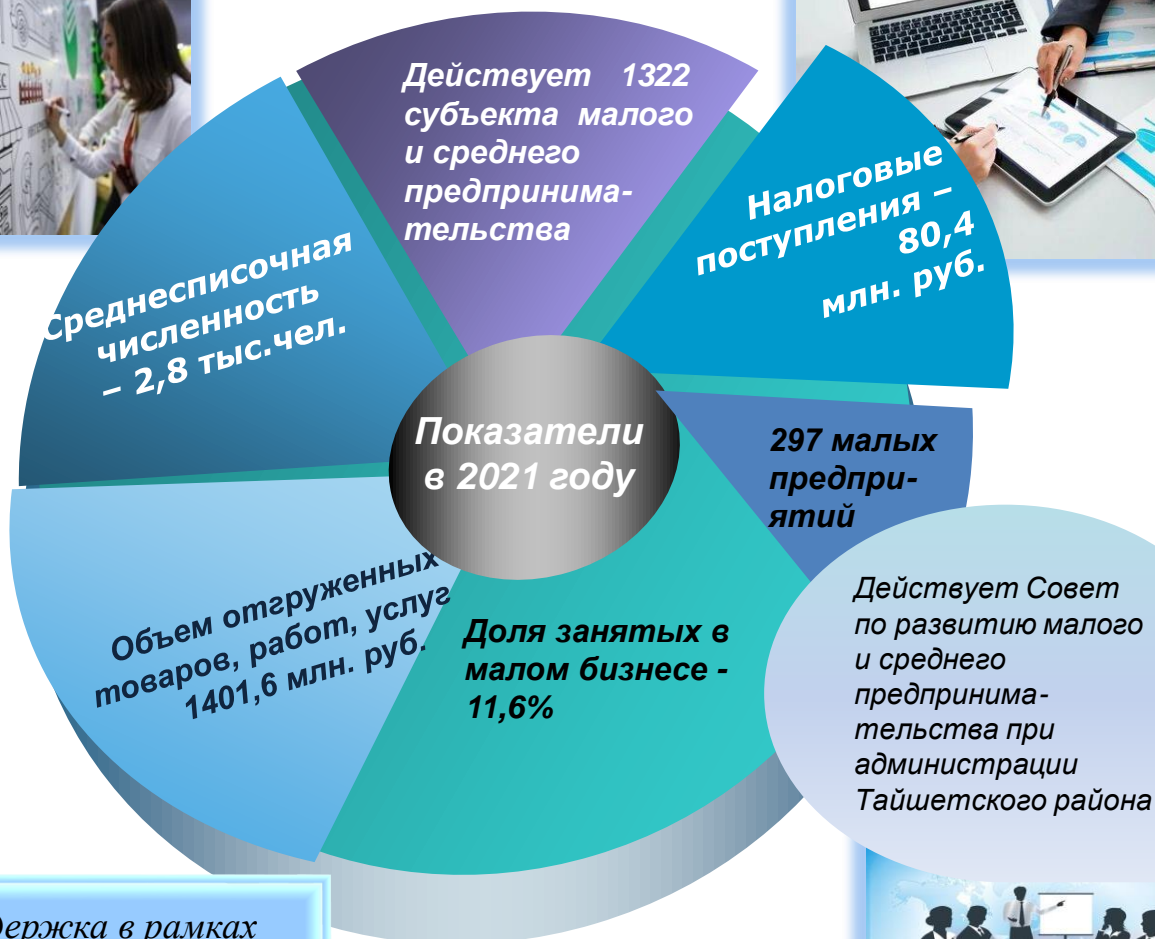 Действует 1322
субъекта малого
и среднего
предпринима-
тельства
Налоговые
поступления –
80,4
млн. руб.
Среднесписочная
численность
– 2,8 тыс.чел.
Показатели
в 2021 году
297 малых
предпри-
ятий
Объем отгруженных
товаров, работ, услуг
1401,6 млн. руб.
Доля занятых в
малом бизнесе -
11,6%
Действует Совет
по развитию малого
и среднего
предпринима-
тельства при
администрации
Тайшетского района
в рамках